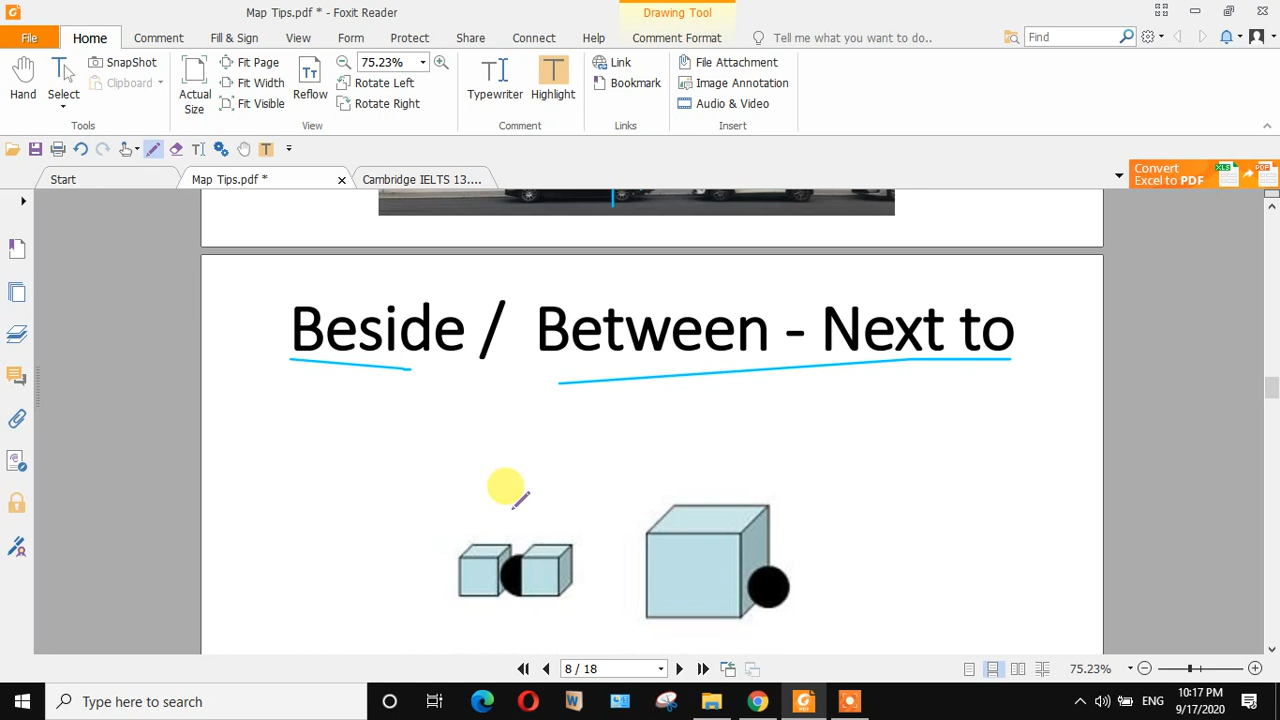 Map Tips.pdf * - Foxit Reader
Drawing Tool
File
Home
Comment
Fill & Sign
View
Form
Protect
Share
Connect
Help
Comment Format
Tell me what you want to do..
Find
Hand
Select
SnapShot
Clipboard
Tools
Actual Size
Fit Page
Fit Width
Fit Visible
Reflow
75.23%
Rotate Left
Rotate Right
View
Typewriter
Highlight
Comment
Link
Bookmark
Links
File Attachment
Image Annotation
Audio & Video
Insert
Start
Map Tips.pdf *
Cambridge IELTS 13....
Convert
Excel to PDF
Beside / Between - Next to
8 / 18
75.23%
Type here to search
ENG
10:17 PM
9/17/2020